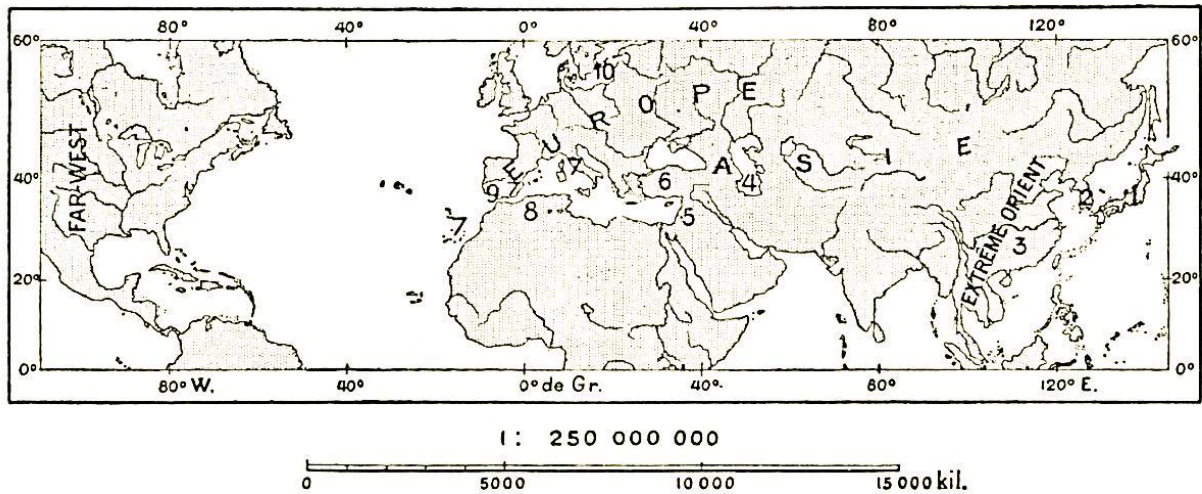 80° 40° 0° 40° 80° 120°
60° 60°
10
EUROPE
ASIE
FAR-WEST
EXTRÊME ORIENT
40° 40°
9 7 6 4 2
7 8 5 3
20° 20°
0° 0°
80° W. 40° 0° de Gr. 40° 80° 120° E.
1: 250 000 000
0 5000 10 000 15 000 kil.